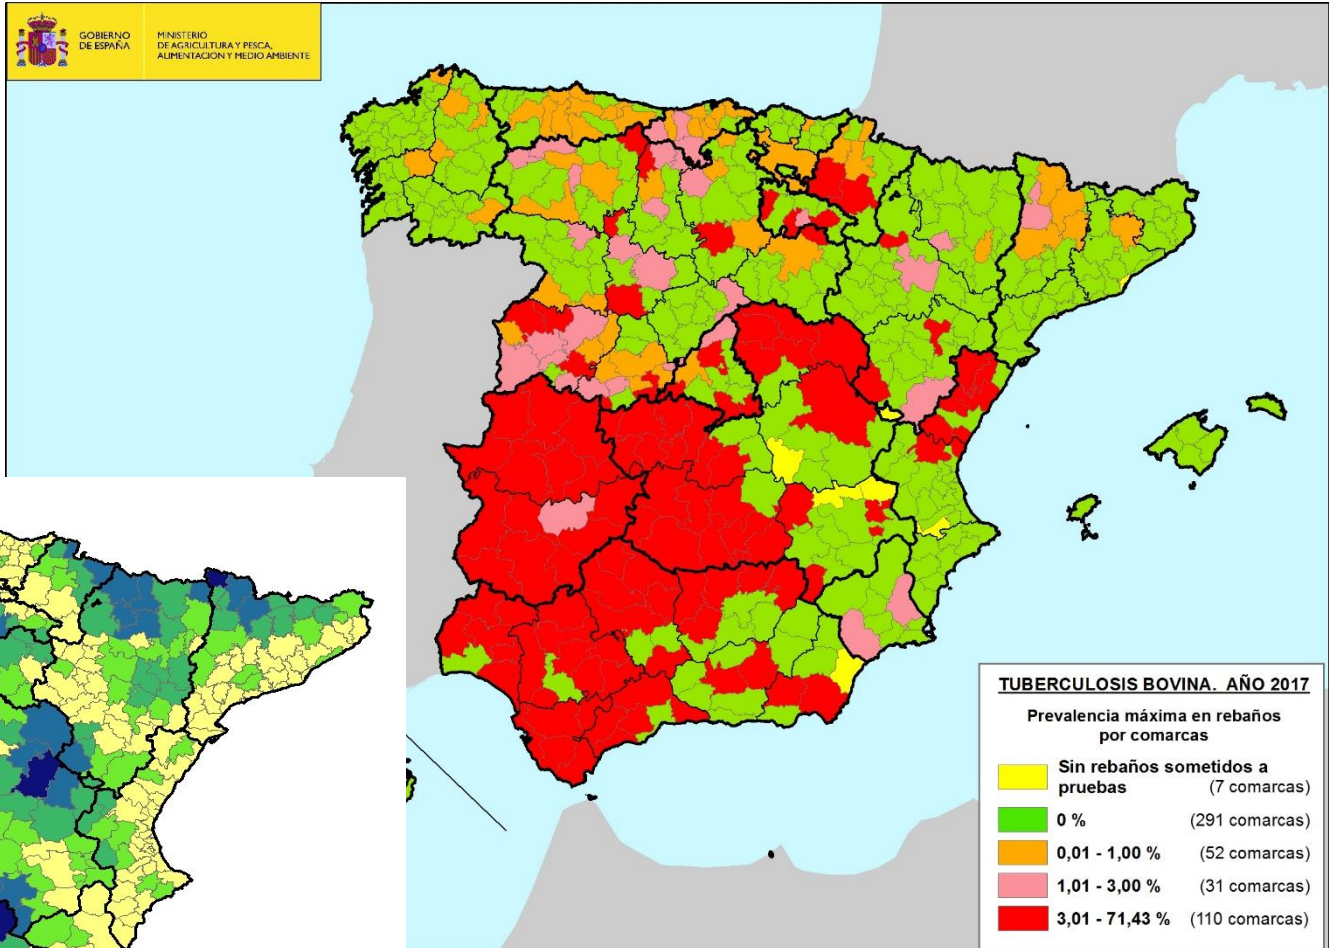 GOBIERNO
DE ESPAÑA
MINISTERIO
DE AGRICULTURA Y PESCA,
ALIMENTACIÓN Y MEDIO AMBIENTE
TUBERCULOSIS BOVINA. AÑO 2017
Prevalencia máxima en rebaños
por comarcas
Sin rebaños sometidos a
pruebas (7 comarcas)
0 % (291 comarcas)
0,01 - 1,00 % (52 comarcas)
1,01 - 3,00 % (31 comarcas)
3,01 - 71,43 % (110 comarcas)